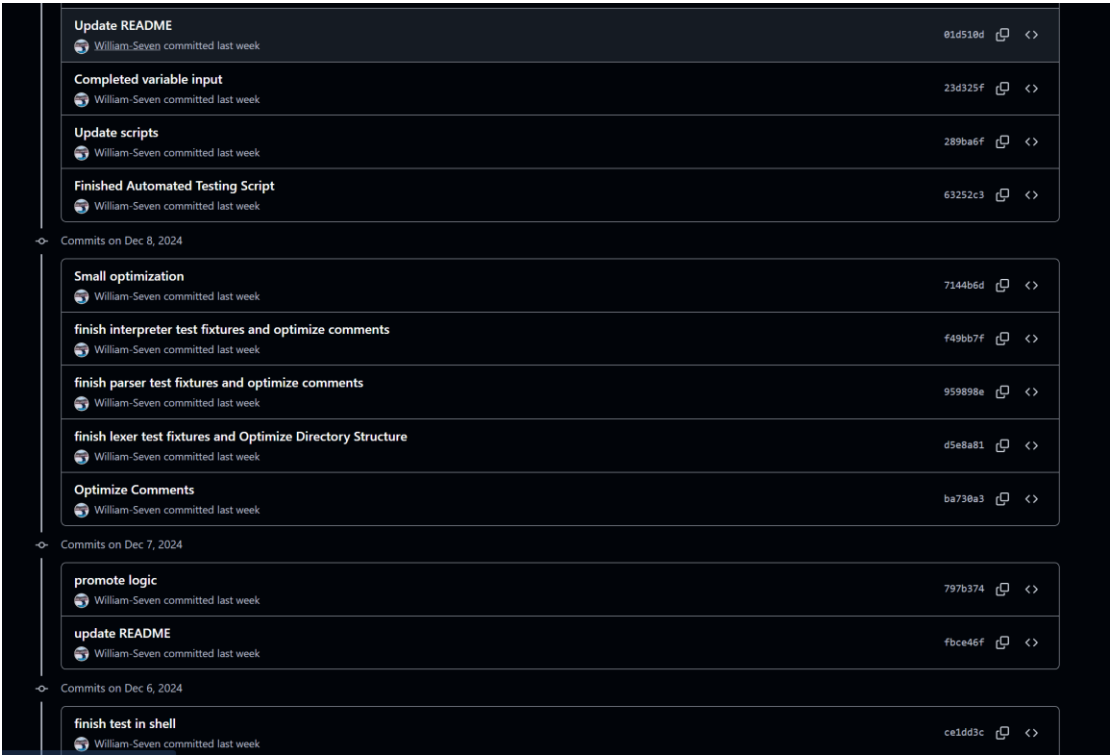 Update README
01d510d
William-Seven committed last week
Completed variable input
23d325f
William-Seven committed last week
Update scripts
289ba6f
William-Seven committed last week
Finished Automated Testing Script
63252c3
William-Seven committed last week
Commits on Dec 8, 2024
Small optimization
7144b6d
William-Seven committed last week
finish interpreter test fixtures and optimize comments
f49bb7f
William-Seven committed last week
finish parser test fixtures and optimize comments
959898e
William-Seven committed last week
finish lexer test fixtures and Optimize Directory Structure
d5e8a81
William-Seven committed last week
Optimize Comments
ba730a3
William-Seven committed last week
Commits on Dec 7, 2024
promote logic
797b374
William-Seven committed last week
update README
fbce46f
William-Seven committed last week
Commits on Dec 6, 2024
finish test in shell
ce1dd3c
William-Seven committed last week